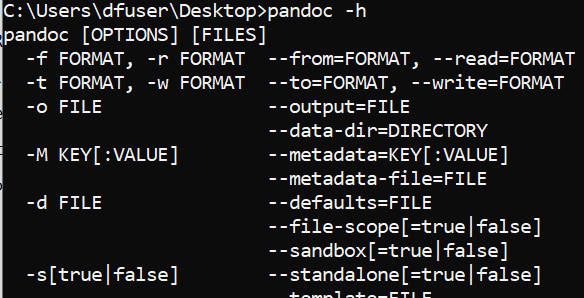 C:\Users\dfuser\Desktop>pandoc -h
pandoc [OPTIONS] [FILES]
  -f FORMAT, -r FORMAT  --from=FORMAT, --read=FORMAT
  -t FORMAT, -w FORMAT  --to=FORMAT, --write=FORMAT
  -o FILE               --output=FILE
                        --data-dir=DIRECTORY
  -M KEY[:VALUE]        --metadata=KEY[:VALUE]
                        --metadata-file=FILE
  -d FILE               --defaults=FILE
                        --file-scope[=true|false]
                        --sandbox[=true|false]
  -s[true|false]        --standalone[=true|false]
                        --template=FILE